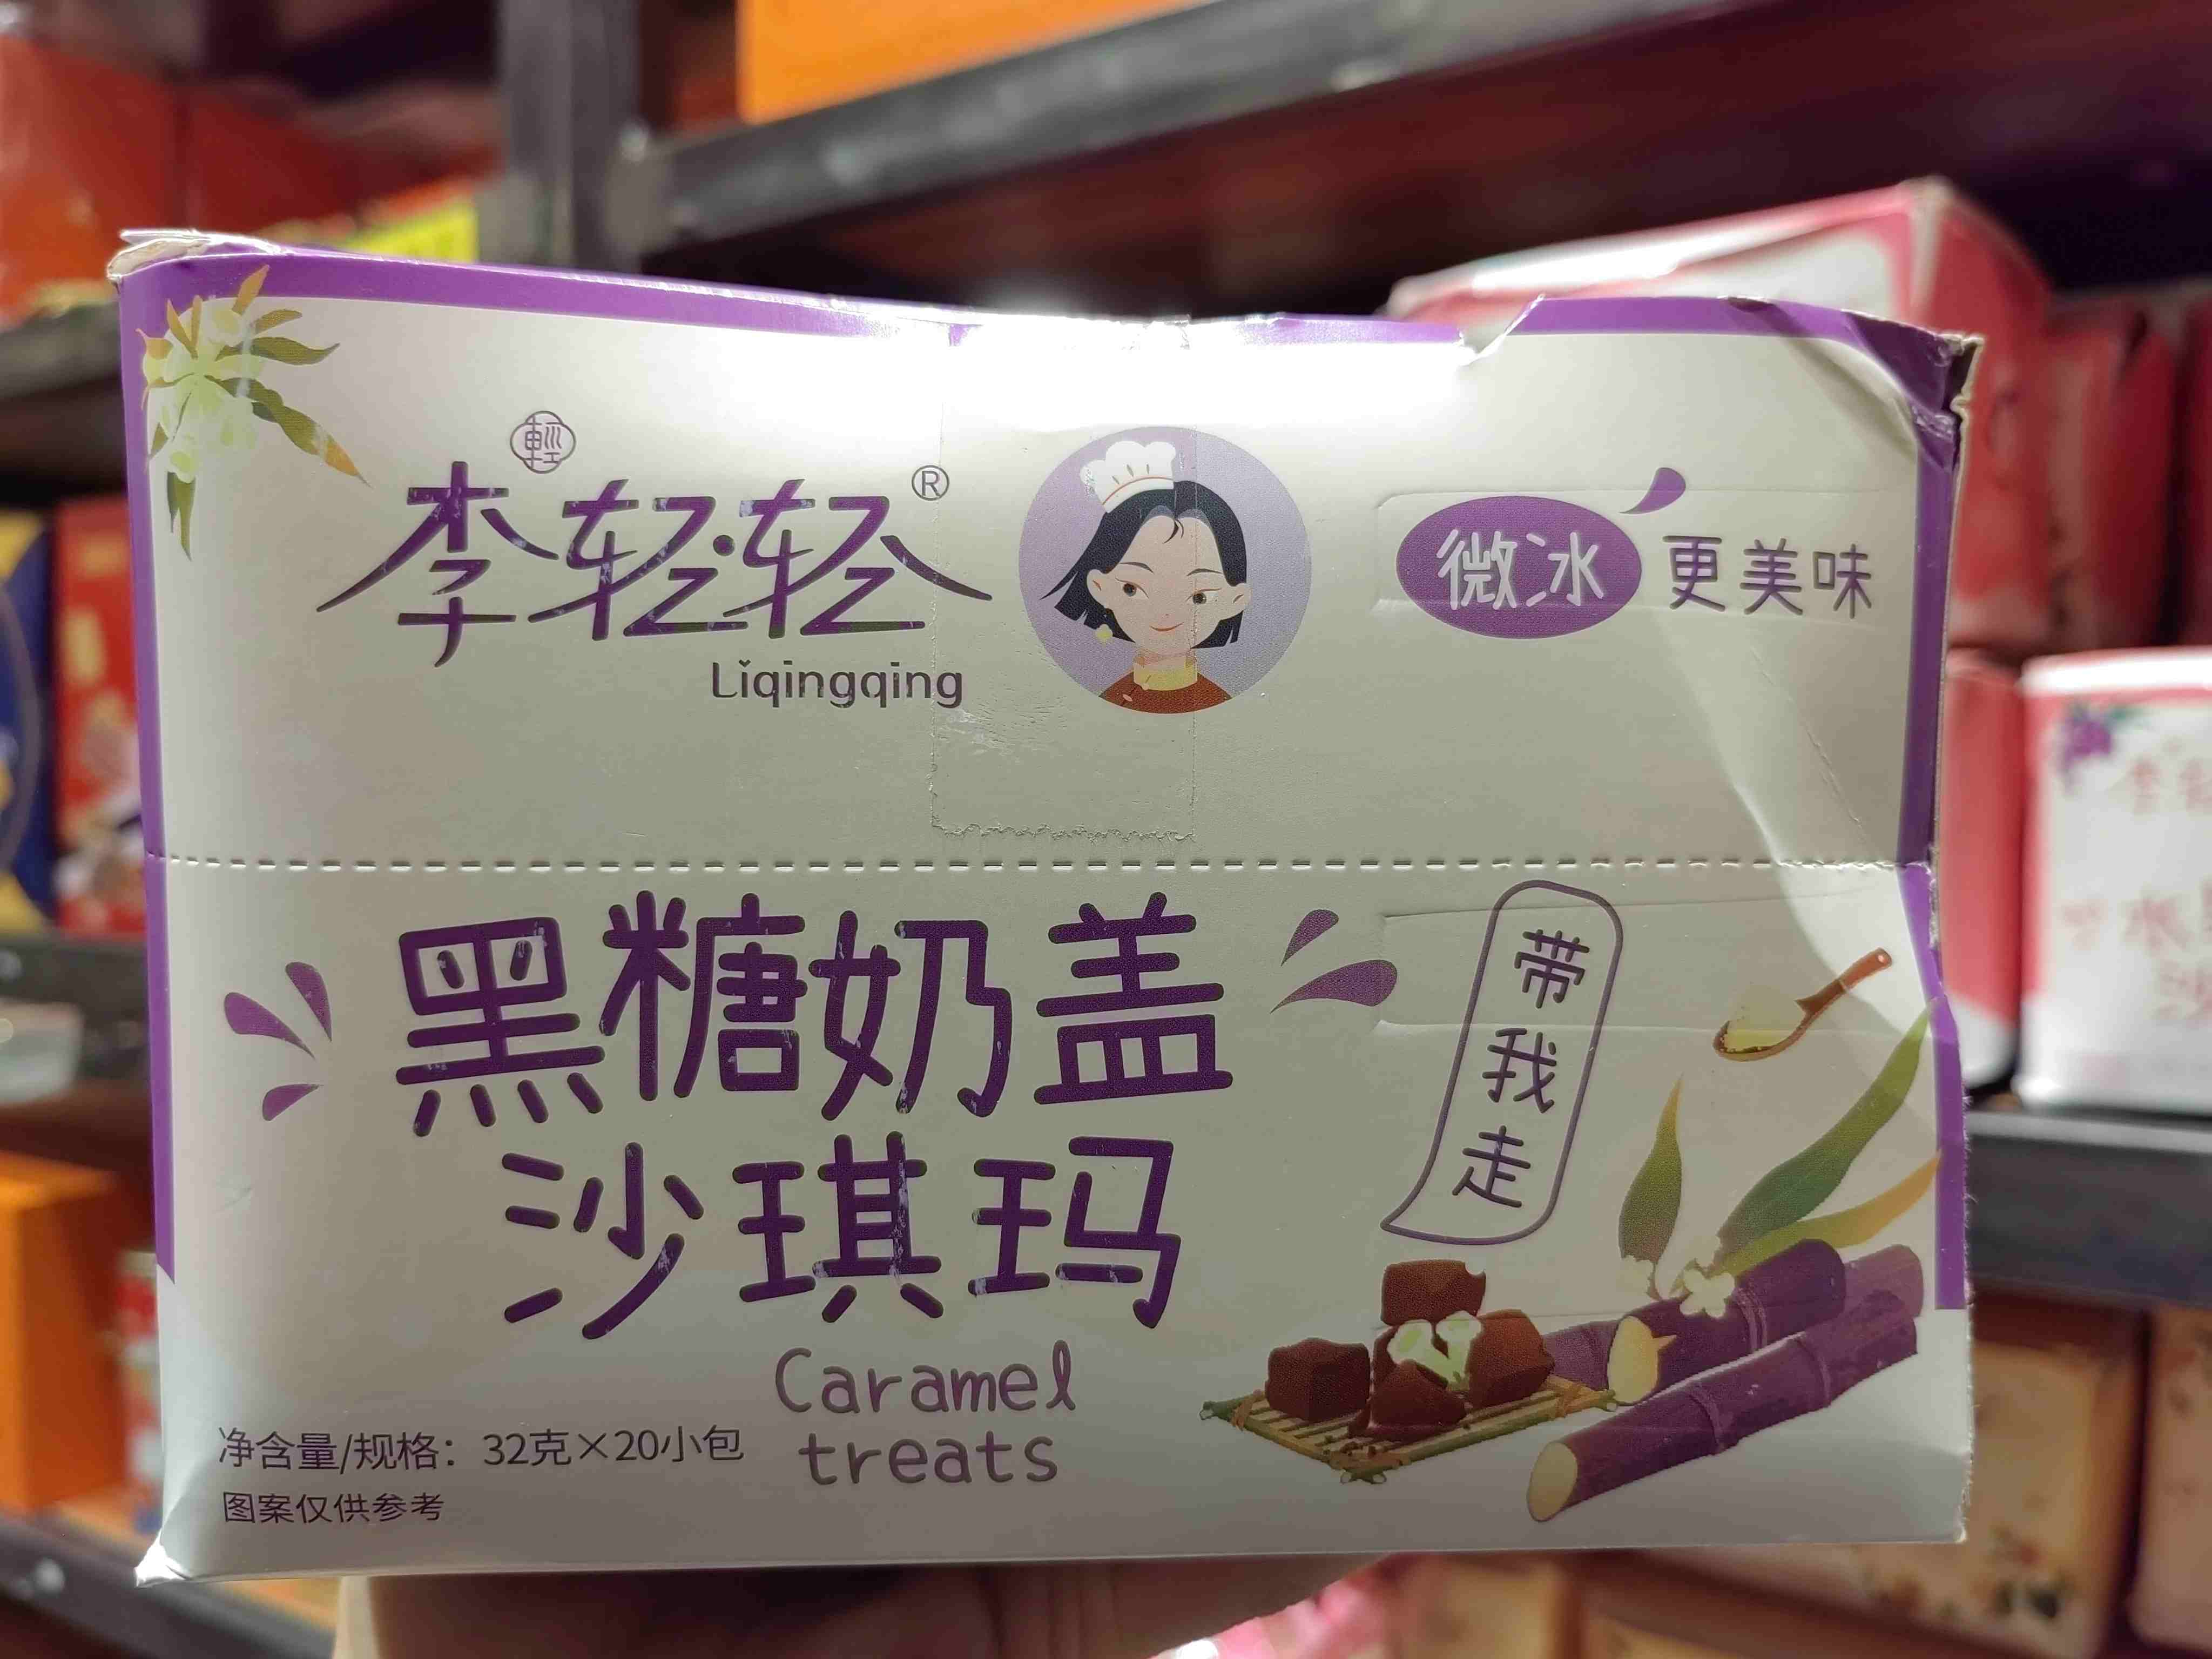 輕
李轻轻®
Liqingqing
微冰 更美味
黑糖奶盖
沙琪玛
Caramel
treats
带
我
走
净含量/规格：32克×20小包
图案仅供参考